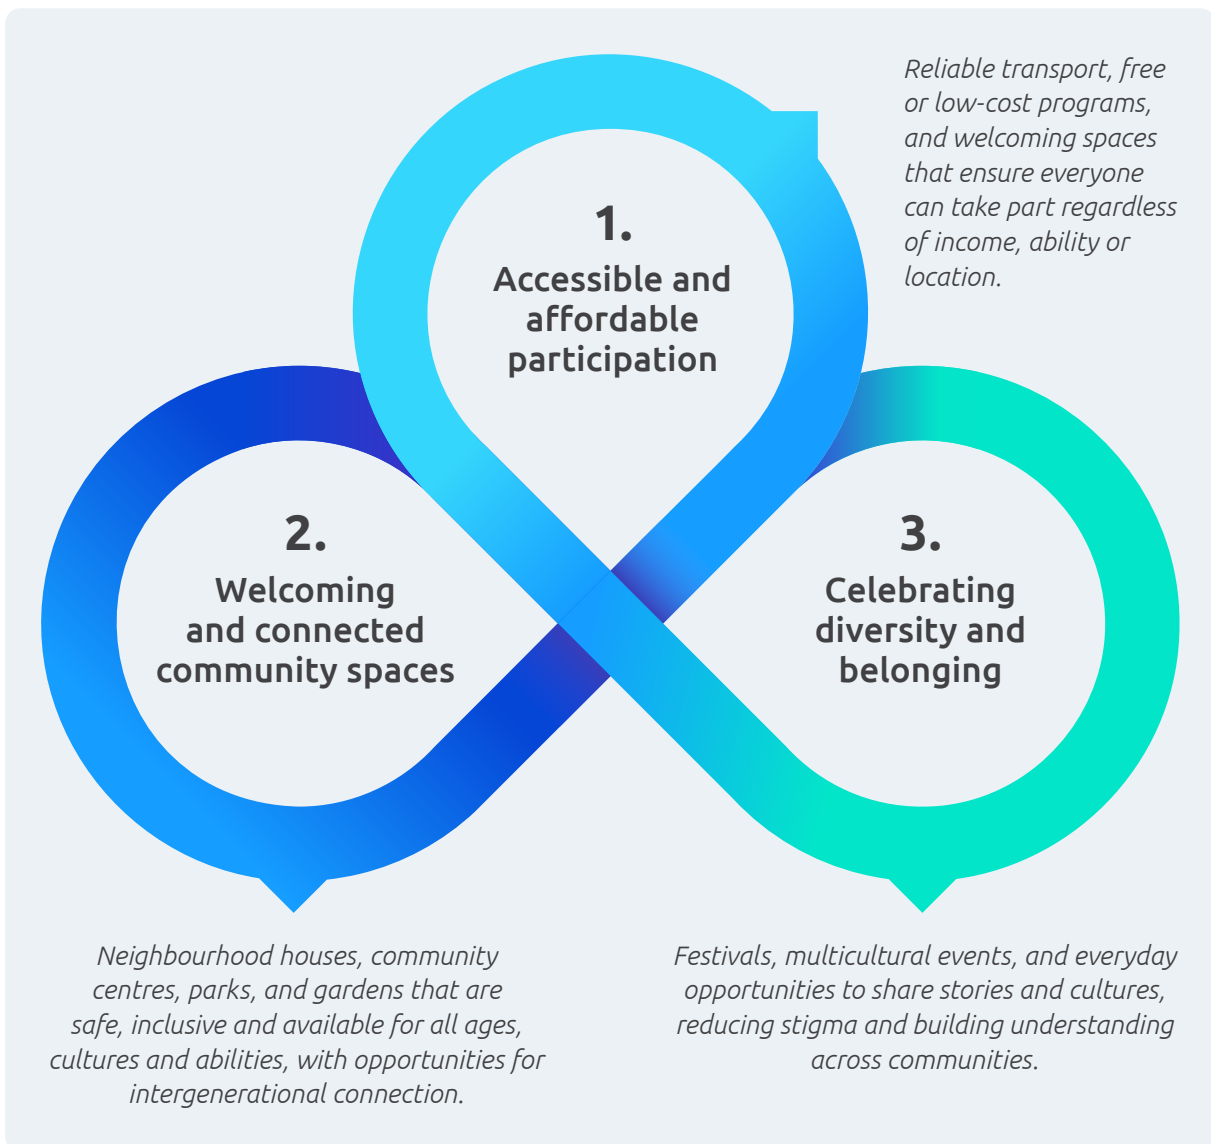 Reliable transport, free
or low-cost programs,
and welcoming spaces
that ensure everyone
can take part regardless
of income, ability or
location.
1.
Accessible and
affordable
participation
2.
Welcoming
and connected
community spaces
3.
Celebrating
diversity and
belonging
Neighbourhood houses, community
centres, parks, and gardens that are
safe, inclusive and available for all ages,
cultures and abilities, with opportunities for
intergenerational connection.
Festivals, multicultural events, and everyday
opportunities to share stories and cultures,
reducing stigma and building understanding
across communities.